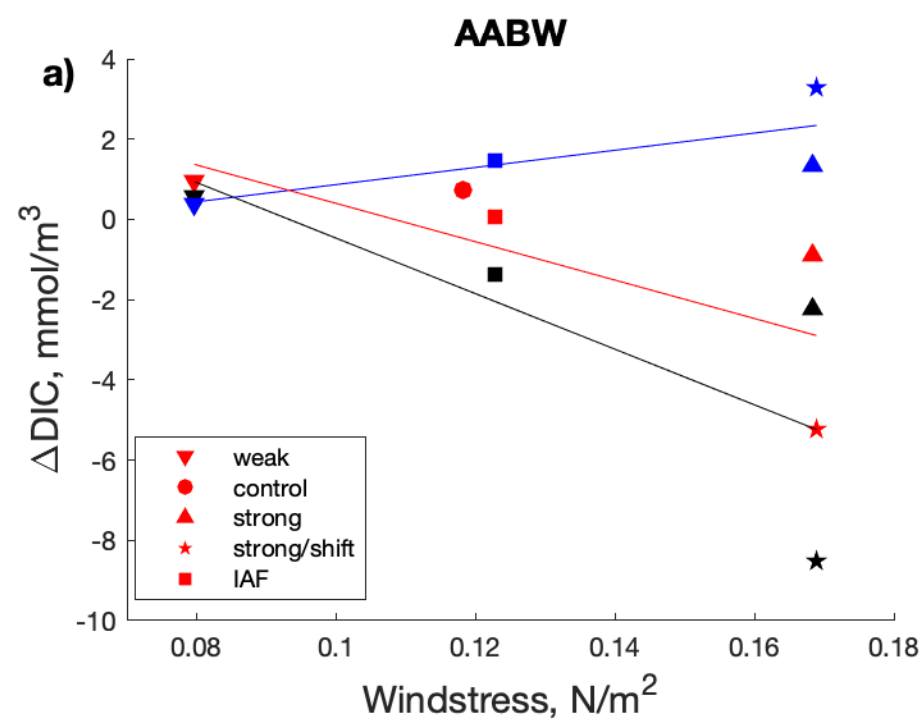 AABW
a)
4
2
0
-2
-4
-6
-8
-10
ΔDIC, mmol/m³
weak
control
strong
strong/shift
IAF
0.08
0.1
0.12
0.14
0.16
0.18
Windstress, N/m²